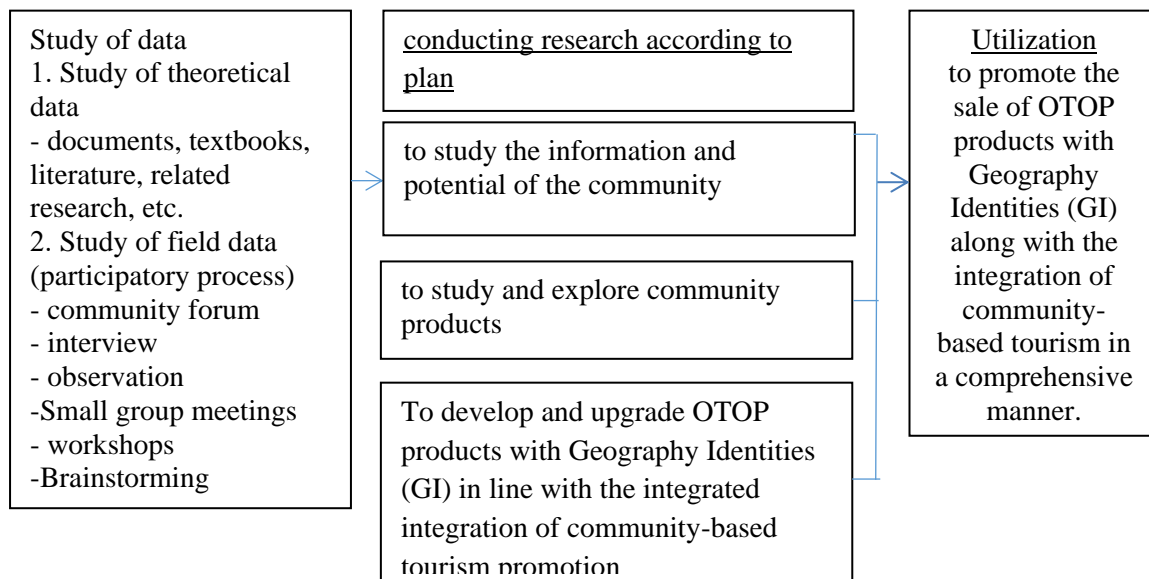 Study of data
1. Study of theoretical
data
- documents, textbooks,
literature, related
research, etc.
2. Study of field data
(participatory process)
- community forum
- interview
- observation
-Small group meetings
- workshops
-Brainstorming
conducting research according to
plan
to study the information and
potential of the community
to study and explore community
products
To develop and upgrade OTOP
products with Geography Identities
(GI) in line with the integrated
integration of community-based
tourism promotion
Utilization
to promote the
sale of OTOP
products with
Geography
Identities (GI)
along with the
integration of
community-
based tourism in
a comprehensive
manner.